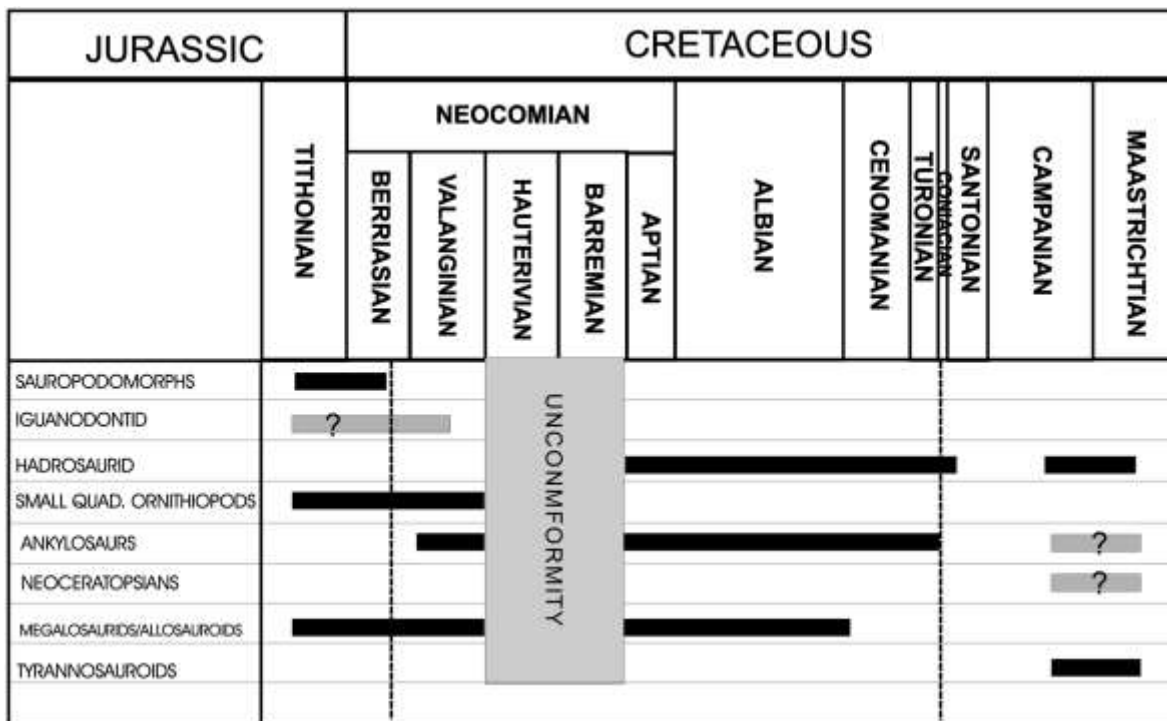 JURASSIC
CRETACEOUS
NEOCOMIAN
TITHONIAN
BERRIASIAN
VALANGINIAN
HAUTERIVIAN
BARREMIAN
APTIAN
ALBIAN
CENOMANIAN
TURONIAN
CONIACIAN
SANTONIAN
CAMPANIAN
MAASTRICHTIAN
SAUROPODOMORPHS
IGUANODONTID
?
HADROSAURID
SMALL QUAD. ORNITHIOPODS
ANKYLOSAURS
?
NEOCERATOPSIANS
?
MEGALOSAURIDS/ALLOSAUROIDS
TYRANNOSAUROIDS
UNCONMFORMITY